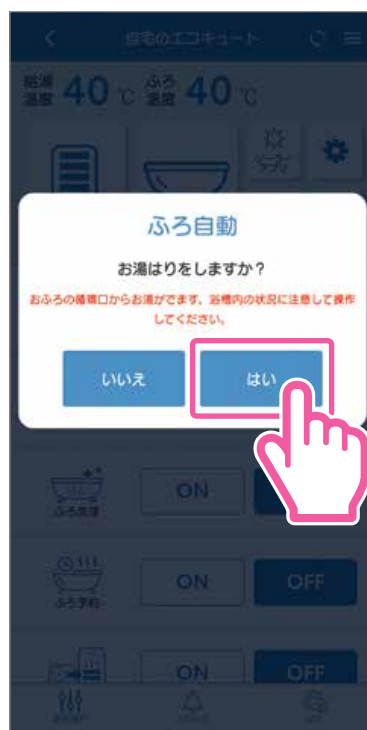 自宅のエコキュート
給湯温度 40 ℃ ふろ温度 40 ℃
ふろ自動
お湯はりをしますか?
おふろの循環口からお湯がでます。浴槽内の状況に注意して操作
してください。
いいえ はい
ON
ふろ洗浄
ON OFF
ふろ予約
ON OFF